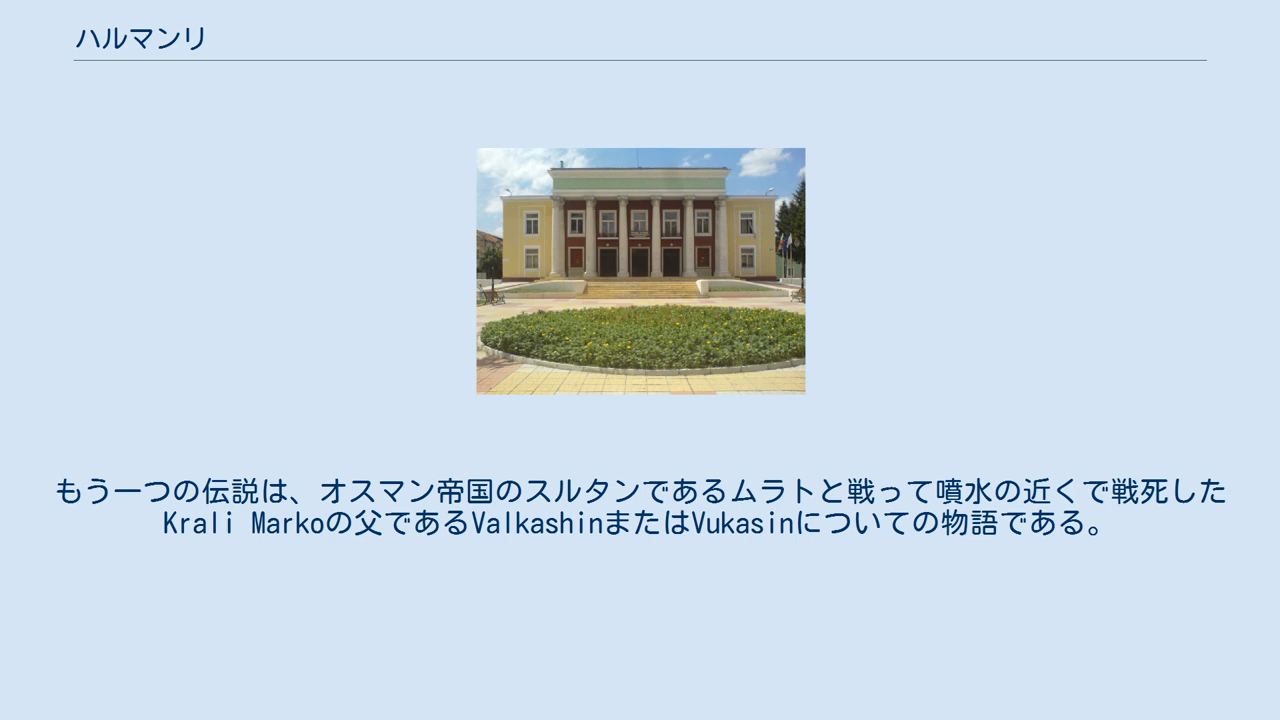 ハルマンリ
もう一つの伝説は、オスマン帝国のスルタンであるムラトと戦って噴水の近くで戦死した
Krali Markoの父であるValkashinまたはVukasinについての物語である。